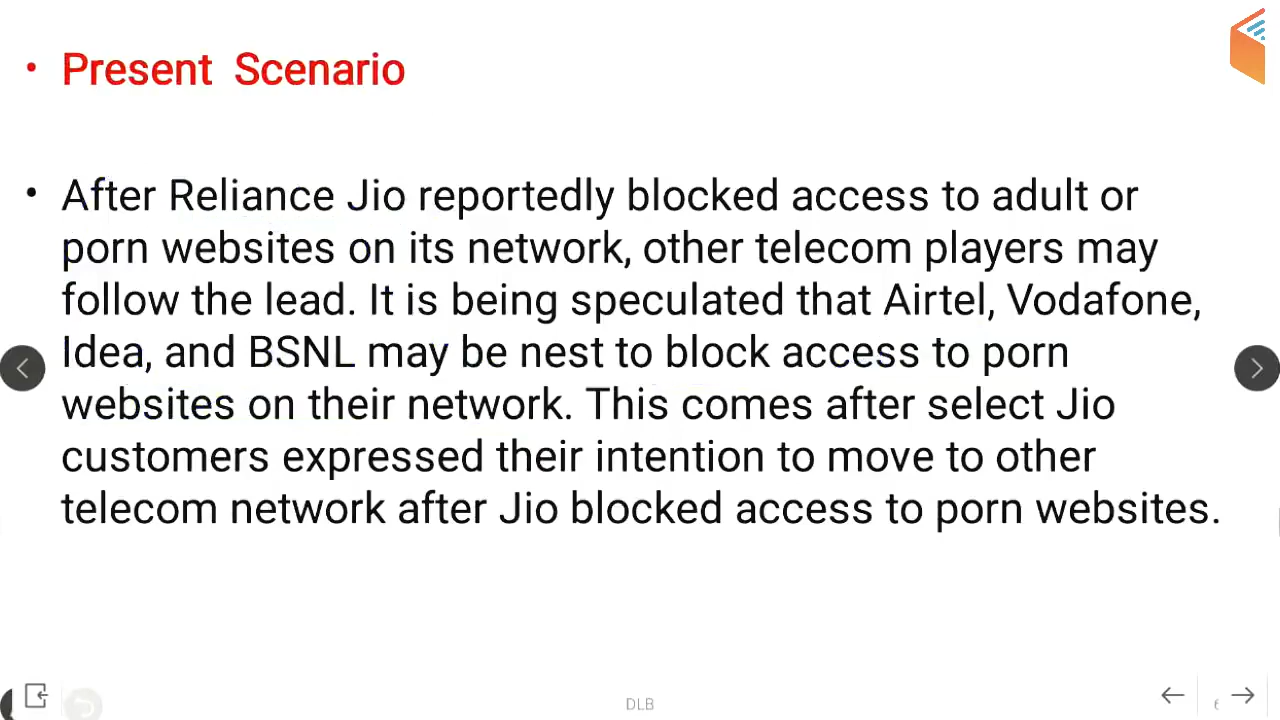 • Present Scenario
• After Reliance Jio reportedly blocked access to adult or
porn websites on its network, other telecom players may
follow the lead. It is being speculated that Airtel, Vodafone,
Idea, and BSNL may be nest to block access to porn
websites on their network. This comes after select Jio
customers expressed their intention to move to other
telecom network after Jio blocked access to porn websites.
DLB